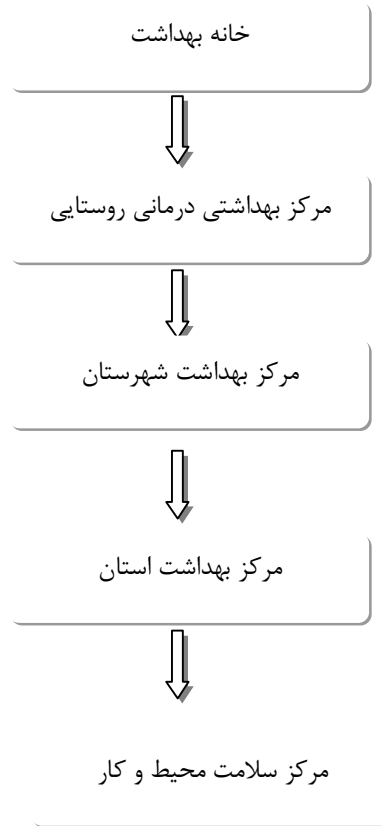 خانه بهداشت
مرکز بهداشتی درمانی روستایی
مرکز بهداشت شهرستان
مرکز بهداشت استان
مرکز سلامت محیط و کار